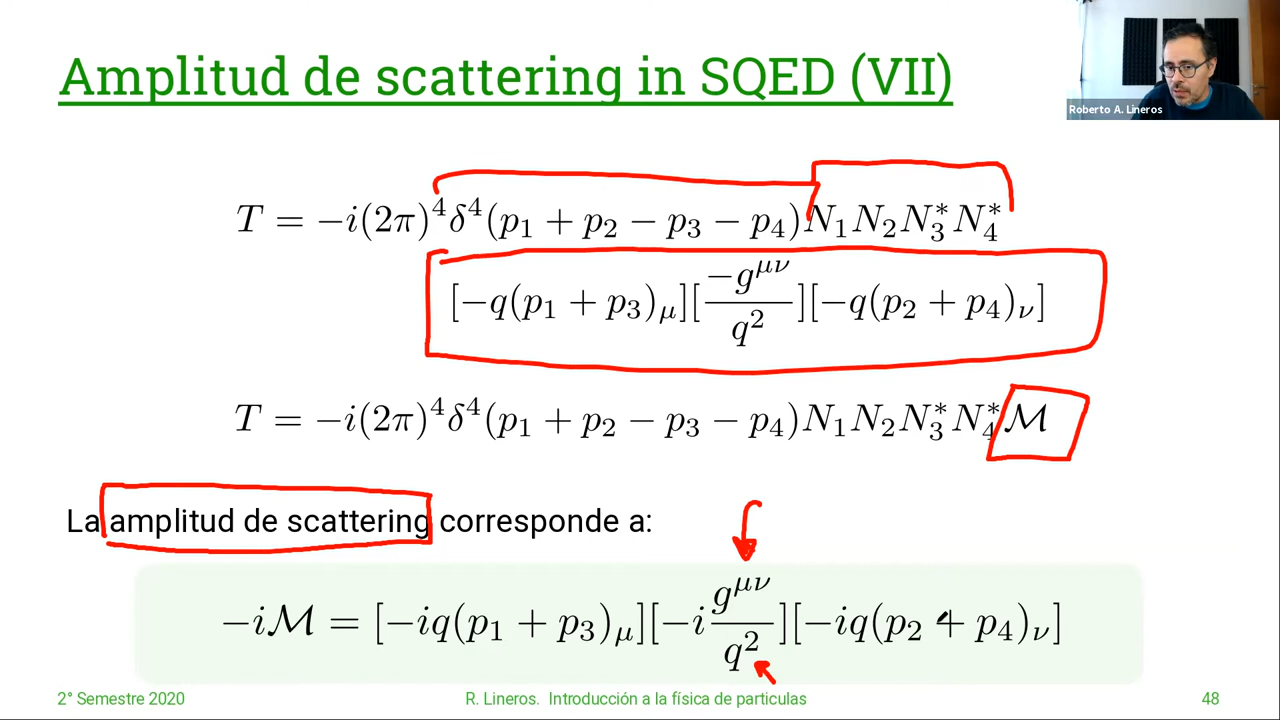 Amplitud de scattering in SQED (VII)
Roberto A. Lineros
T = −i(2π)⁴δ⁴(p₁ + p₂ − p₃ − p₄)N₁N₂N₃*N₄*
[−q(p₁ + p₃)_μ][−g^{μν}/q²][−q(p₂ + p₄)_ν]
T = −i(2π)⁴δ⁴(p₁ + p₂ − p₃ − p₄)N₁N₂N₃*N₄*ℳ
La amplitud de scattering corresponde a:
−iℳ = [−iq(p₁ + p₃)_μ][−i g^{μν}/q²][−iq(p₂ + p₄)_ν]
2° Semestre 2020
R. Lineros. Introducción a la física de particulas
48